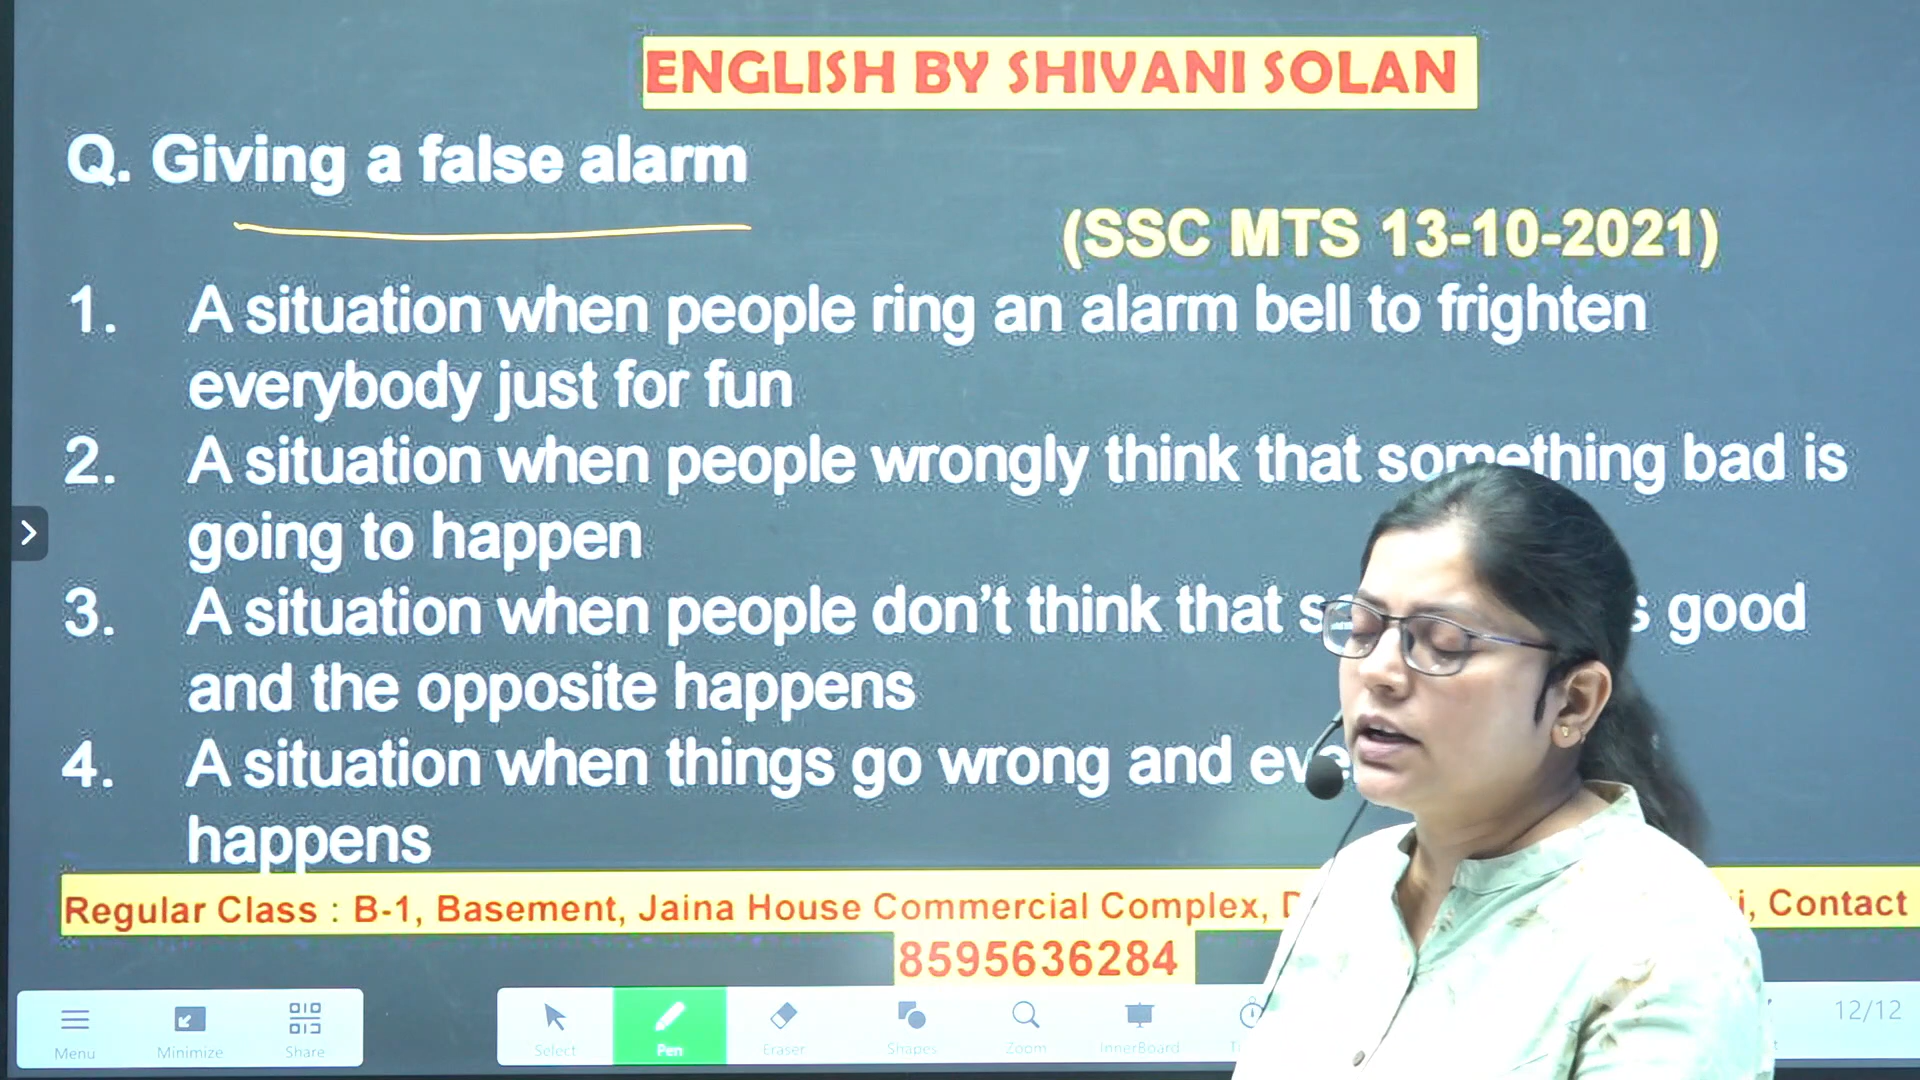 ENGLISH BY SHIVANI SOLAN
Q. Giving a false alarm
(SSC MTS 13-10-2021)
1. A situation when people ring an alarm bell to frighten
everybody just for fun
2. A situation when people wrongly think that something bad is
going to happen
3. A situation when people don't think that good
and the opposite happens
4. A situation when things go wrong and
happens
Regular Class : B-1, Basement, Jaina House Commercial Complex, Contact
8595636284
Menu Minimize Share Select Pen Eraser Shapes Zoom InnerBoard 12/12